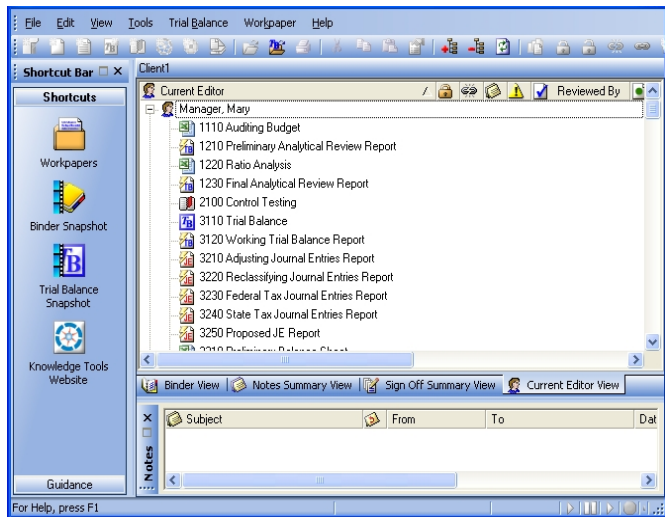 File Edit View Tools Trial Balance Workpaper Help
Shortcut Bar
Client1
Shortcuts
Workpapers
Binder Snapshot
Trial Balance
Snapshot
Knowledge Tools
Website
Guidance
Current Editor / Reviewed By
Manager, Mary
1110 Auditing Budget
1210 Preliminary Analytical Review Report
1220 Ratio Analysis
1230 Final Analytical Review Report
2100 Control Testing
3110 Trial Balance
3120 Working Trial Balance Report
3210 Adjusting Journal Entries Report
3220 Reclassifying Journal Entries Report
3230 Federal Tax Journal Entries Report
3240 State Tax Journal Entries Report
3250 Proposed JE Report
Binder View Notes Summary View Sign Off Summary View Current Editor View
Notes
Subject From To Dat
For Help, press F1